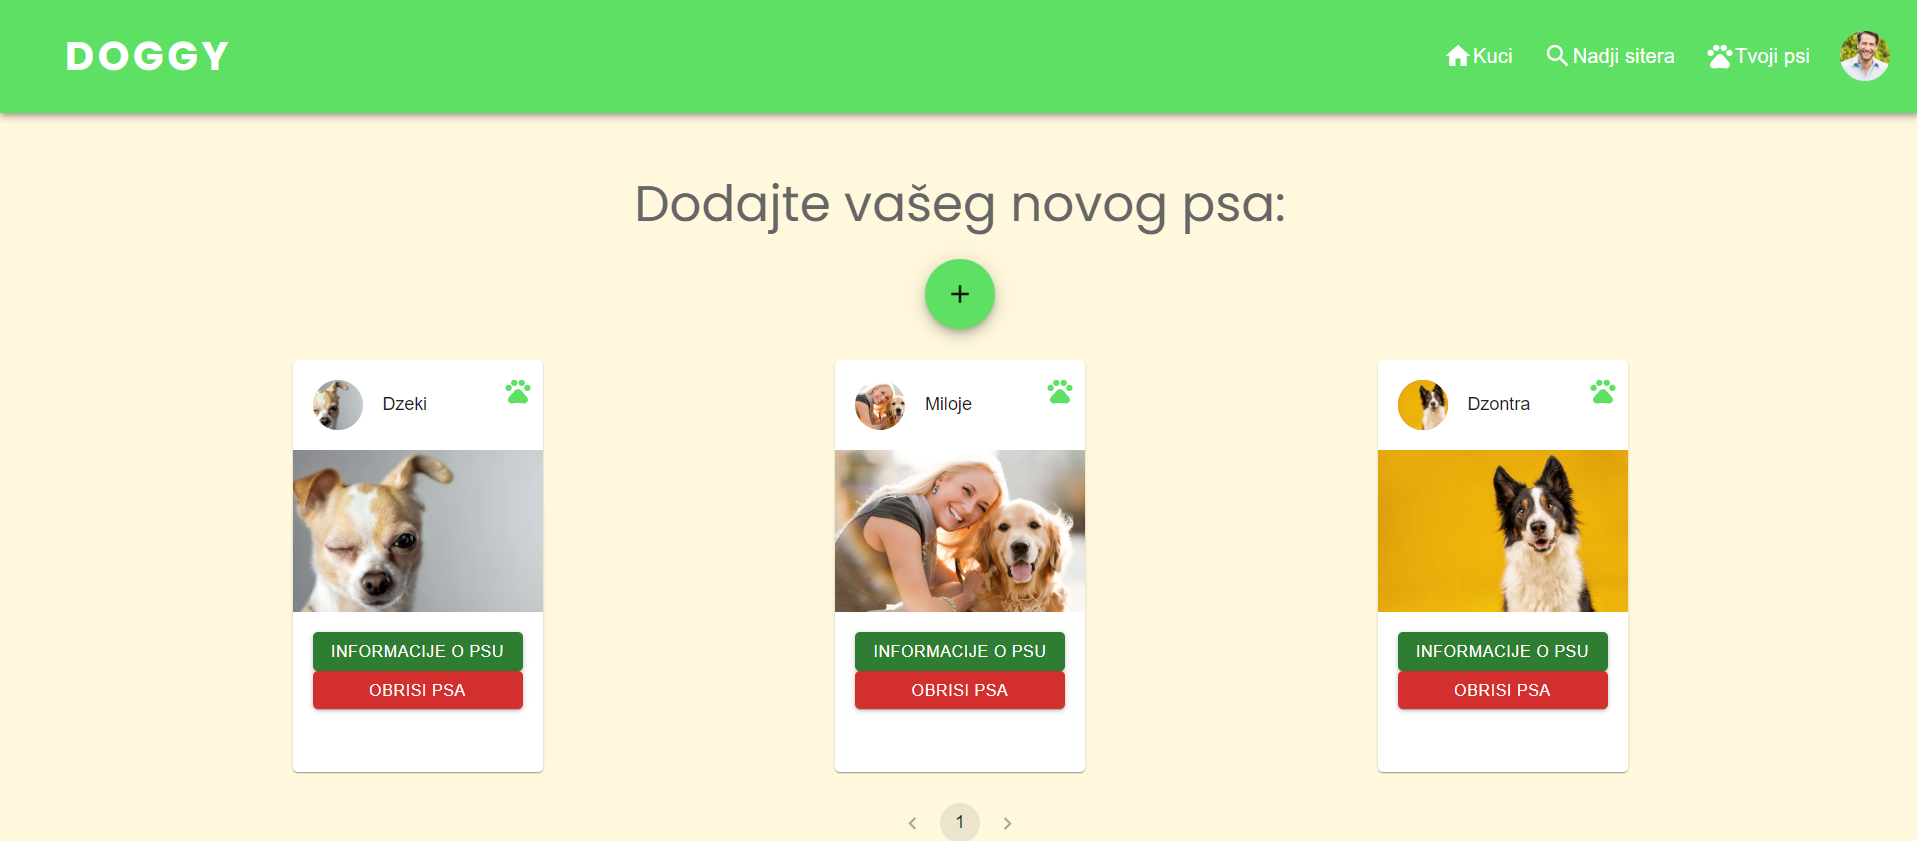 DOGGY
Kuci
Nadji sitera
Tvoji psi
Dodajte vašeg novog psa:
+
Dzeki
Miloje
Dzontra
INFORMACIJE O PSU
OBRISI PSA
INFORMACIJE O PSU
OBRISI PSA
INFORMACIJE O PSU
OBRISI PSA
1